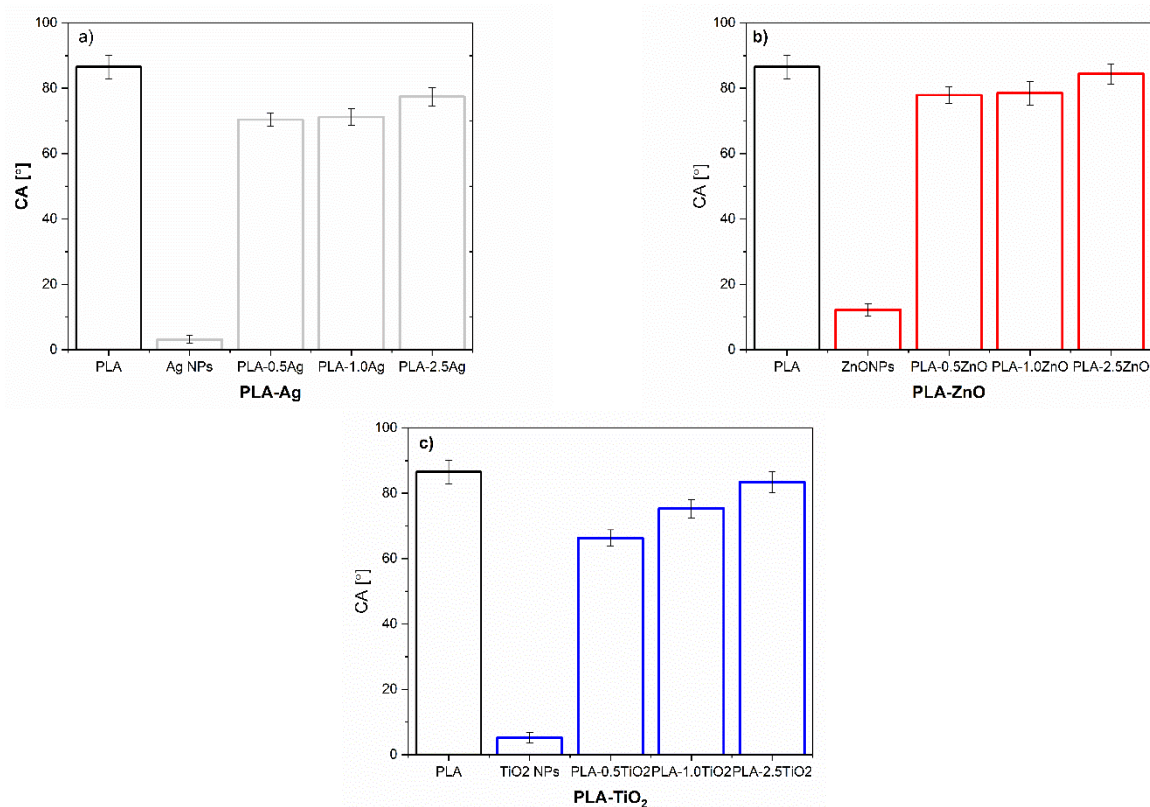 a)
100
80
60
40
20
0
CA [°]
PLA Ag NPs PLA-0.5Ag PLA-1.0Ag PLA-2.5Ag
PLA-Ag
b)
100
80
60
40
20
0
CA [°]
PLA ZnONPs PLA-0.5ZnO PLA-1.0ZnO PLA-2.5ZnO
PLA-ZnO
c)
100
80
60
40
20
0
CA [°]
PLA TiO2 NPs PLA-0.5TiO2 PLA-1.0TiO2 PLA-2.5TiO2
PLA-TiO₂